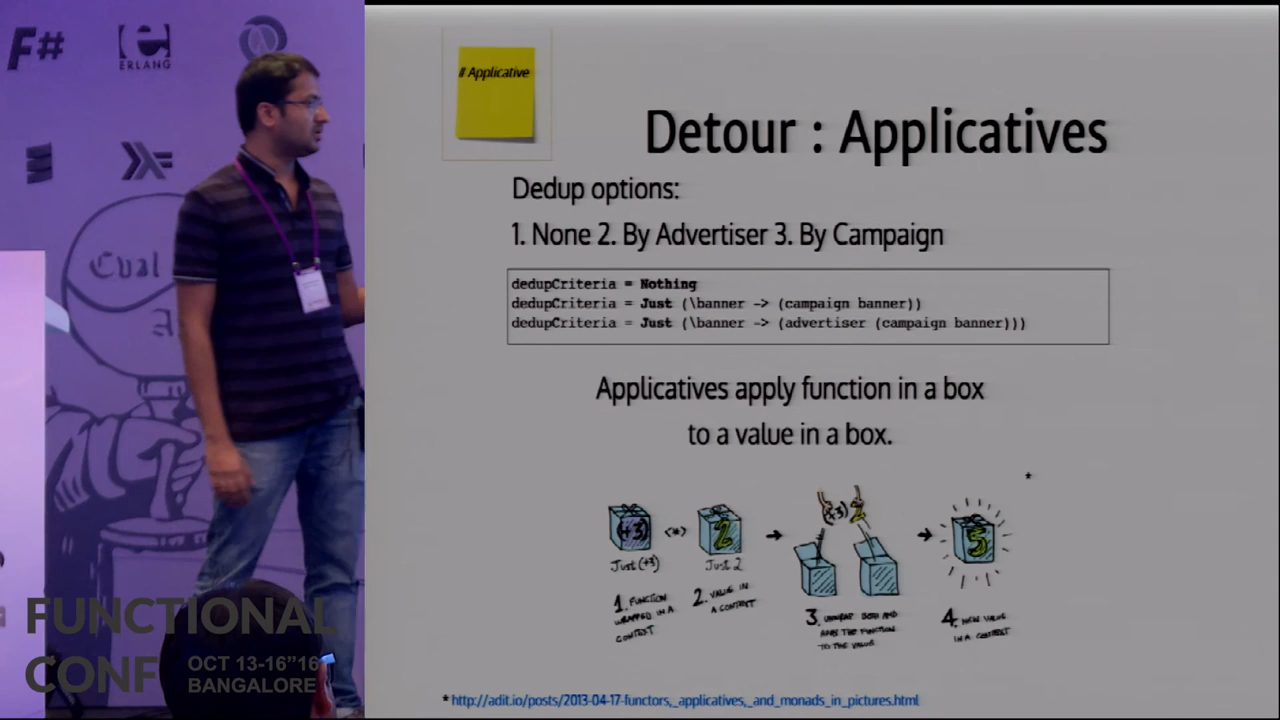 F#
ERLANG
Eval
A
FUNCTIONAL
CONF
OCT 13-16"16
BANGALORE
// Applicative
Detour : Applicatives
Dedup options:
1. None 2. By Advertiser 3. By Campaign
dedupCriteria = Nothing
dedupCriteria = Just (\banner -> (campaign banner))
dedupCriteria = Just (\banner -> (advertiser (campaign banner)))
Applicatives apply function in a box
to a value in a box.
*
(+3) <*> 2 → (+3) 2 → 5
Just (+3) Just 2
1. FUNCTION
WRAPPED IN A
CONTEXT
2. VALUE IN
A CONTEXT
3. UNWRAP BOTH AND
APPLY THE FUNCTION
TO THE VALUE
4. NEW VALUE
IN A CONTEXT
* http://adit.io/posts/2013-04-17-functors,_applicatives,_and_monads_in_pictures.html